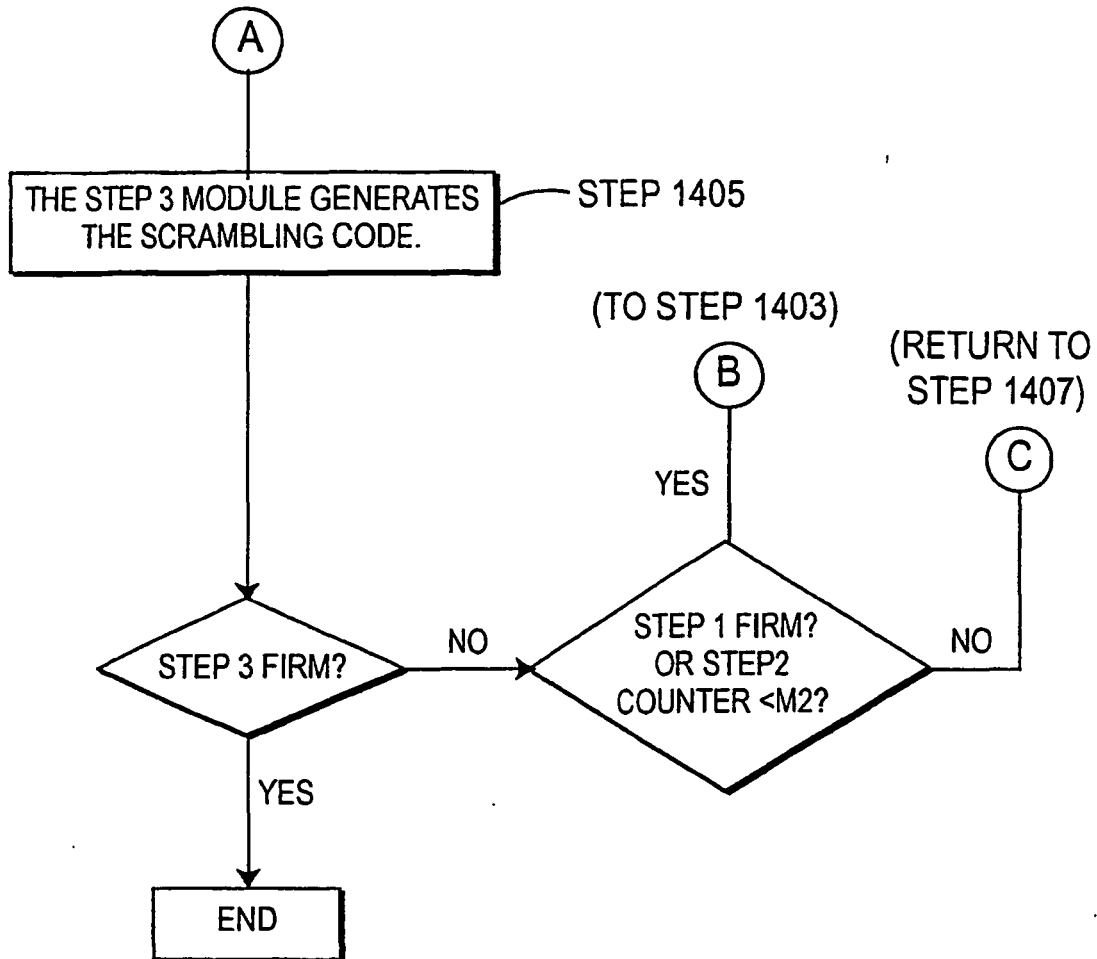 A
THE STEP 3 MODULE GENERATES
THE SCRAMBLING CODE.
STEP 1405
(TO STEP 1403)
B
(RETURN TO
STEP 1407)
C
YES
STEP 3 FIRM?
NO
STEP 1 FIRM?
OR STEP2
COUNTER <M2?
NO
YES
END